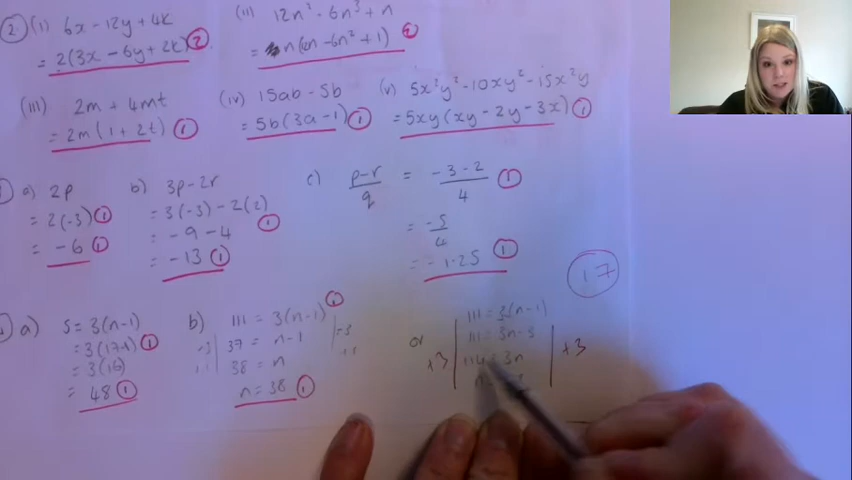 ② (i) 6x - 12y + 4k
= 2(3x - 6y + 2k) ②
(ii) 12n² - 6n³ + n
= n(12n - 6n² + 1) ②
(iii) 2m + 4mt
= 2m(1 + 2t) ①
(iv) 15ab - 5b
= 5b(3a - 1) ①
(v) 5x²y² - 10xy² - 15x²y
= 5xy(xy - 2y - 3x) ①
a) 2p
= 2(-3) ①
= -6 ①
b) 3p - 2r
= 3(-3) - 2(2) ①
= -9 - 4
= -13 ①
c) p-r/q = -3-2/4 ①
= -5/4
= -1.25 ①
17
a) S = 3(n-1)
= 3(17-1) ①
= 3(16)
= 48 ①
b) 111 = 3(n-1) ①
÷3 37 = n-1 ÷3
+1 38 = n +1
n = 38 ①
or 111 = 3(n-1)
111 = 3n-3
+3 114 = 3n +3